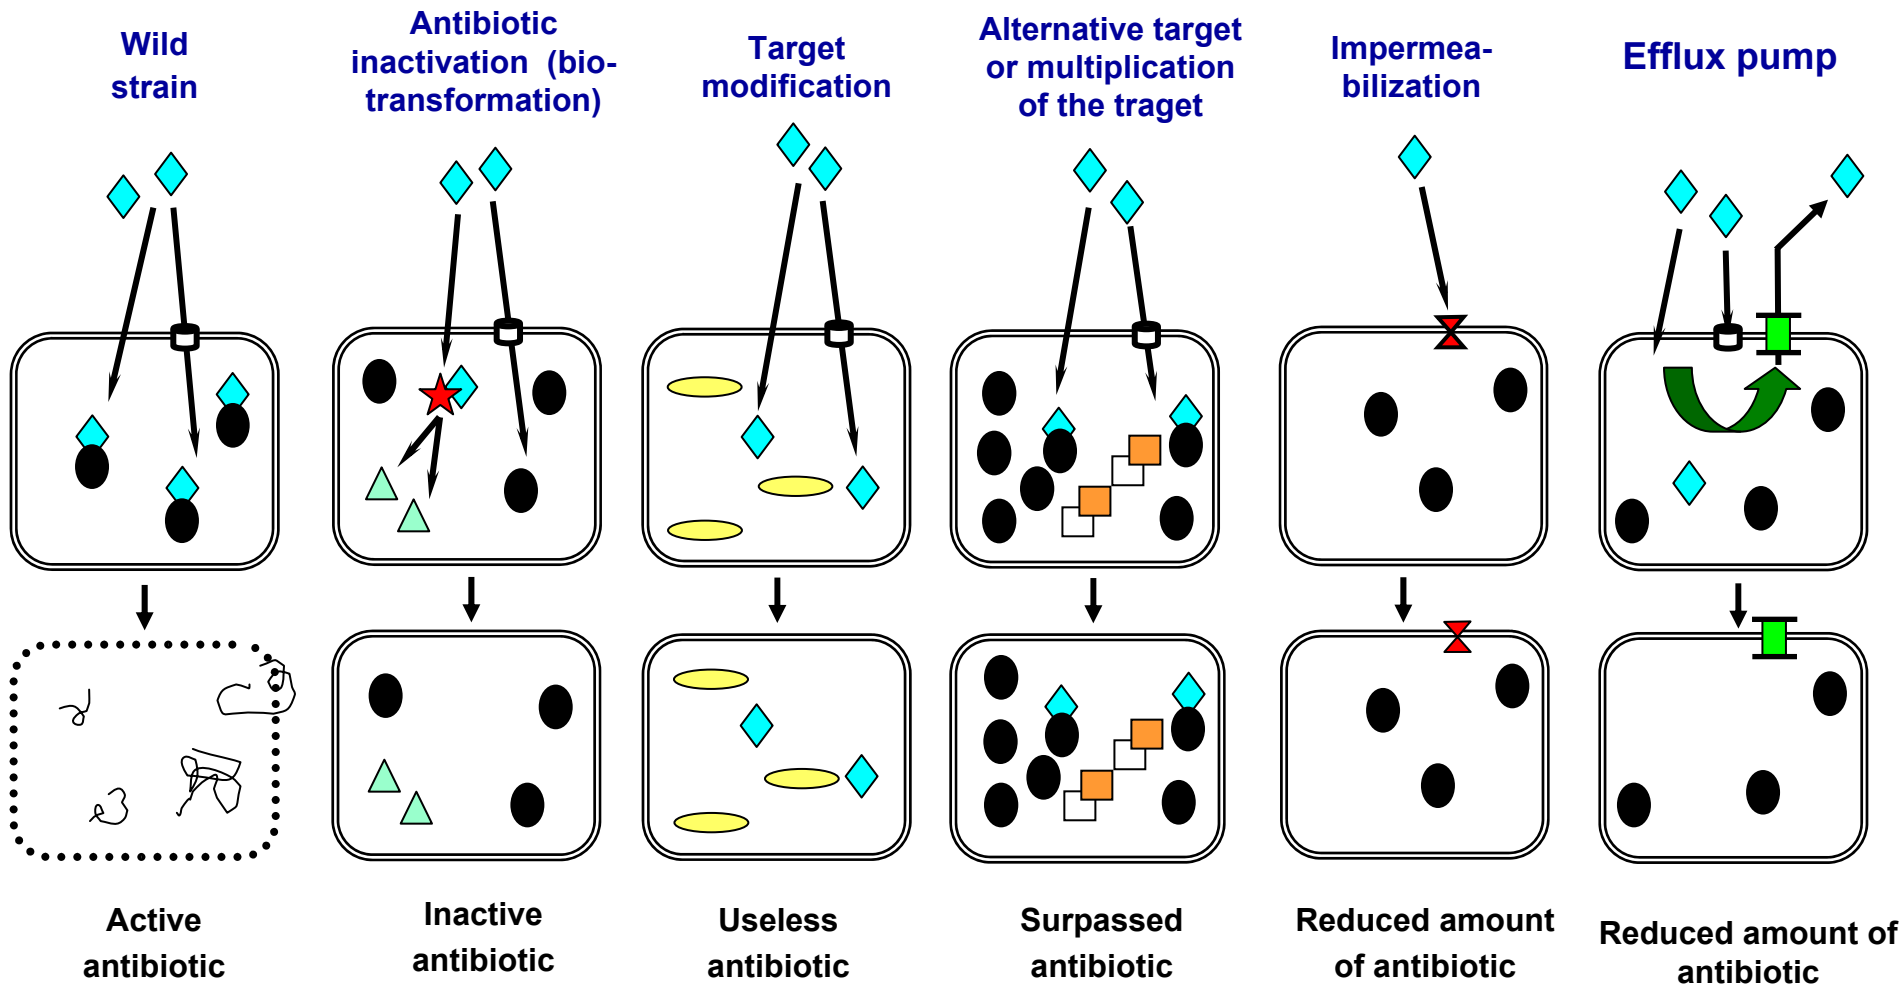 Wild
strain
Antibiotic
inactivation (bio-
transformation)
Target
modification
Alternative target
or multiplication
of the traget
Impermea-
bilization
Efflux pump
Active
antibiotic
Inactive
antibiotic
Useless
antibiotic
Surpassed
antibiotic
Reduced amount
of antibiotic
Reduced amount of
antibiotic